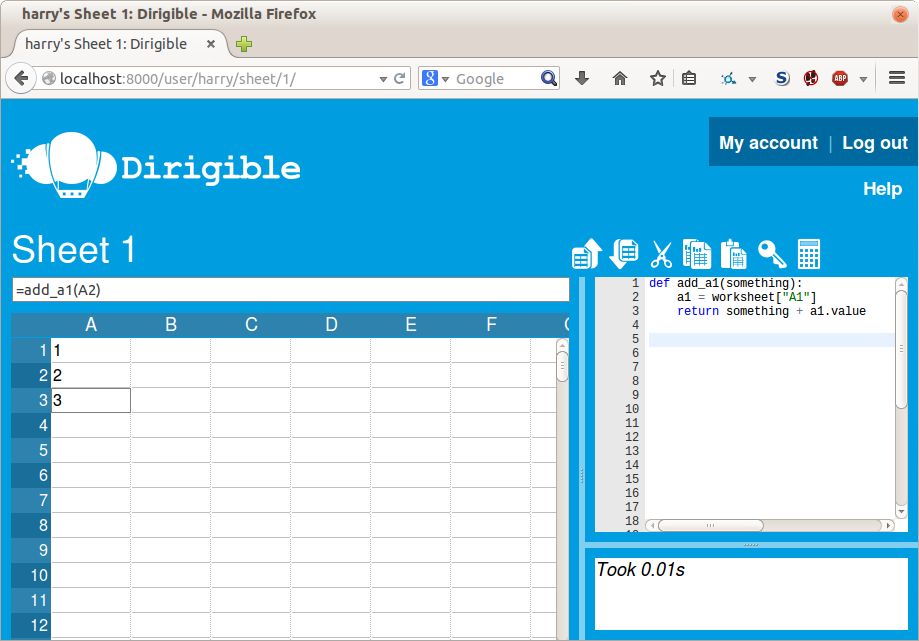 harry's Sheet 1: Dirigible - Mozilla Firefox
harry's Sheet 1: Dirigible
localhost:8000/user/harry/sheet/1/
8 Google
S ABP
Dirigible
My account | Log out
Help
Sheet 1
=add_a1(A2)
A B C D E F
1 1
2 2
3 3
4
5
6
7
8
9
10
11
12
1 def add_a1(something):
2 a1 = worksheet["A1"]
3 return something + a1.value
4
5
6
7
8
9
10
11
12
13
14
15
16
17
18
Took 0.01s